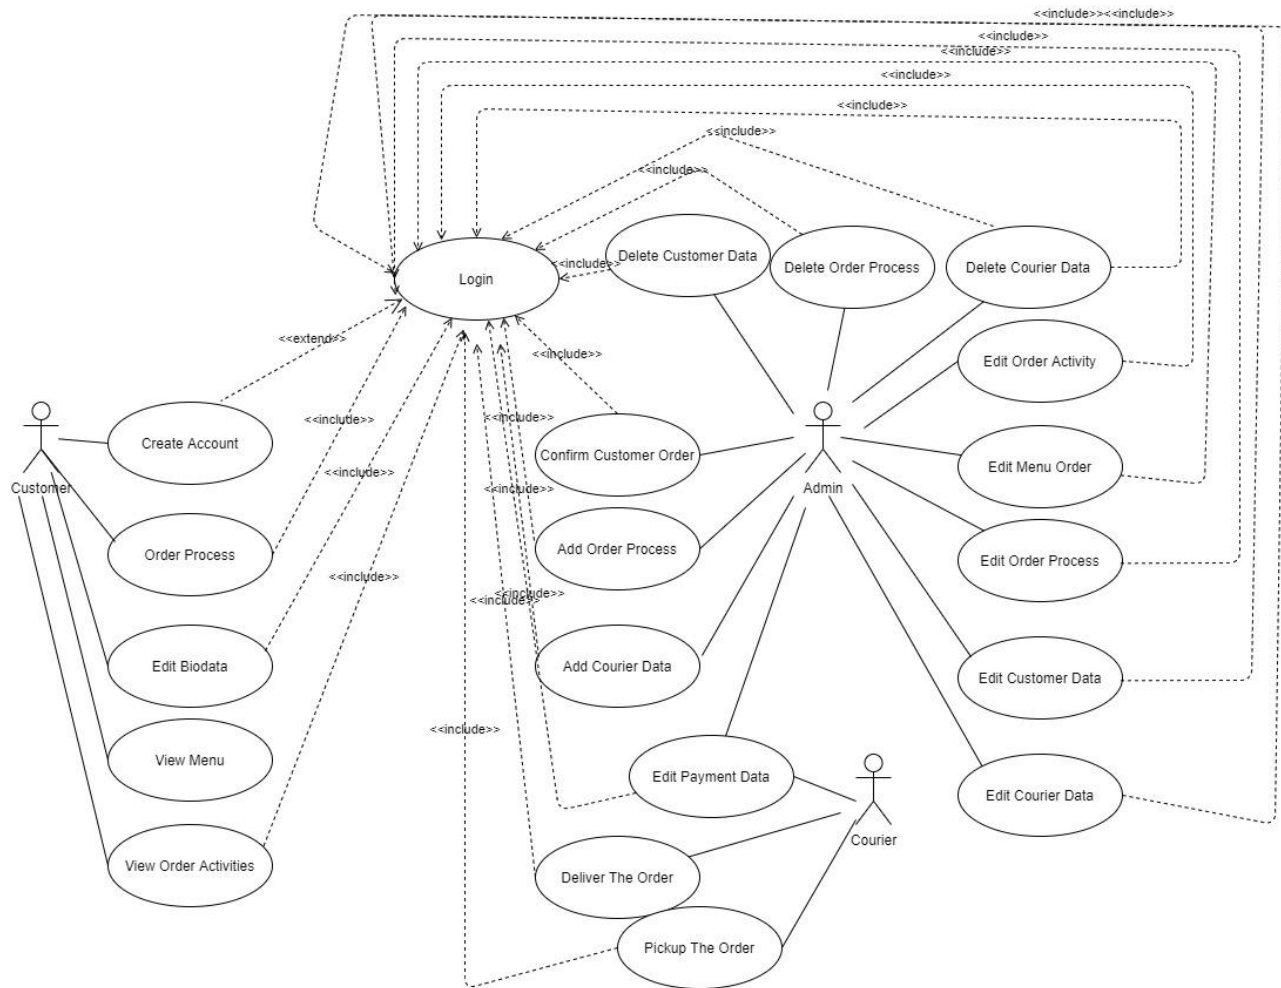 <<include>><<include>>
<<include>>
<<include>>
<<include>>
<<include>>
<<include>>
<<include>>
Delete Customer Data
Delete Order Process
Delete Courier Data
<<include>>
Login
<<extend>>
<<include>>
Edit Order Activity
Customer
Create Account
<<include>>
<<include>>
Confirm Customer Order
Admin
Edit Menu Order
<<include>>
<<include>>
Order Process
Add Order Process
Edit Order Process
<<include>>
<<include>>
<<include>>
Edit Biodata
Add Courier Data
Edit Customer Data
<<include>>
View Menu
Edit Payment Data
Edit Courier Data
Courier
View Order Activities
Deliver The Order
Pickup The Order